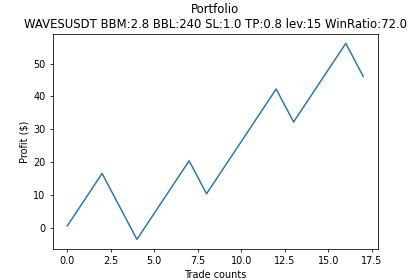 Portfolio
WAVESUSDT BBM:2.8 BBL:240 SL:1.0 TP:0.8 lev:15 WinRatio:72.0
Profit ($)
50
40
30
20
10
0
0.0 2.5 5.0 7.5 10.0 12.5 15.0 17.5
Trade counts